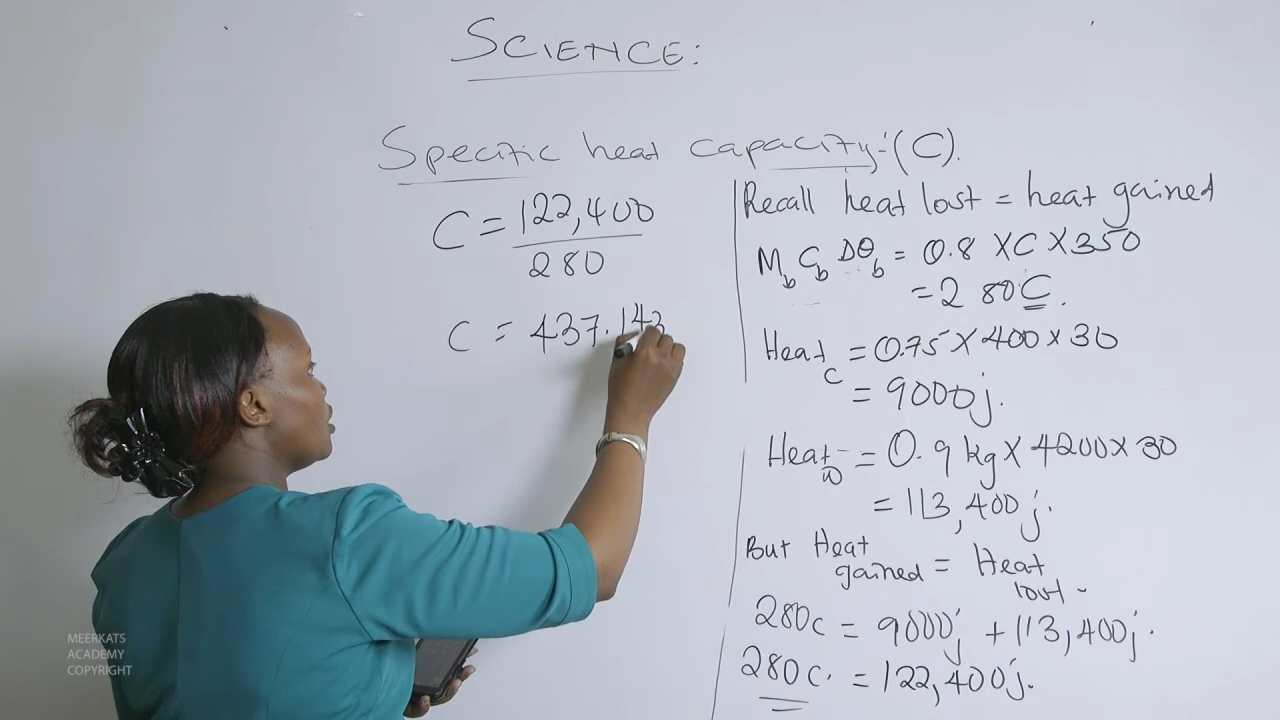 SCIENCE:
Specific heat capacity:(C).
C = 122,400
280
C = 437.143
Recall heat lost = heat gained
MbCbΔθb = 0.8 X C X 350
= 280C.
Heatc = 0.75 X 400 X 30
= 9000j.
Heatw = 0.9 kg X 4200 X 30
= 113,400j.
But Heat
gained = Heat
lost
280c = 9000j + 113,400j.
280c. = 122,400j.
MEERKATS
ACADEMY
COPYRIGHT